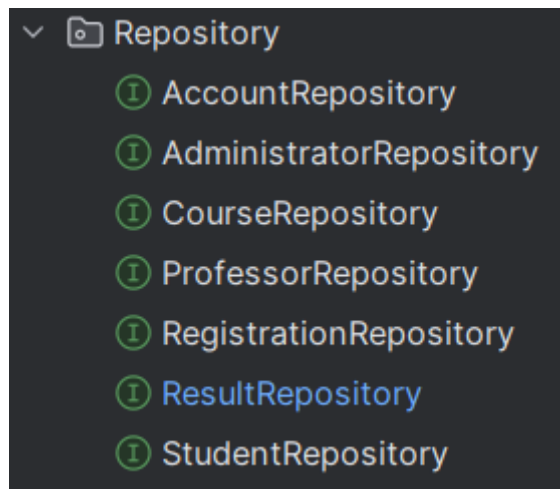 Repository
AccountRepository
AdministratorRepository
CourseRepository
ProfessorRepository
RegistrationRepository
ResultRepository
StudentRepository